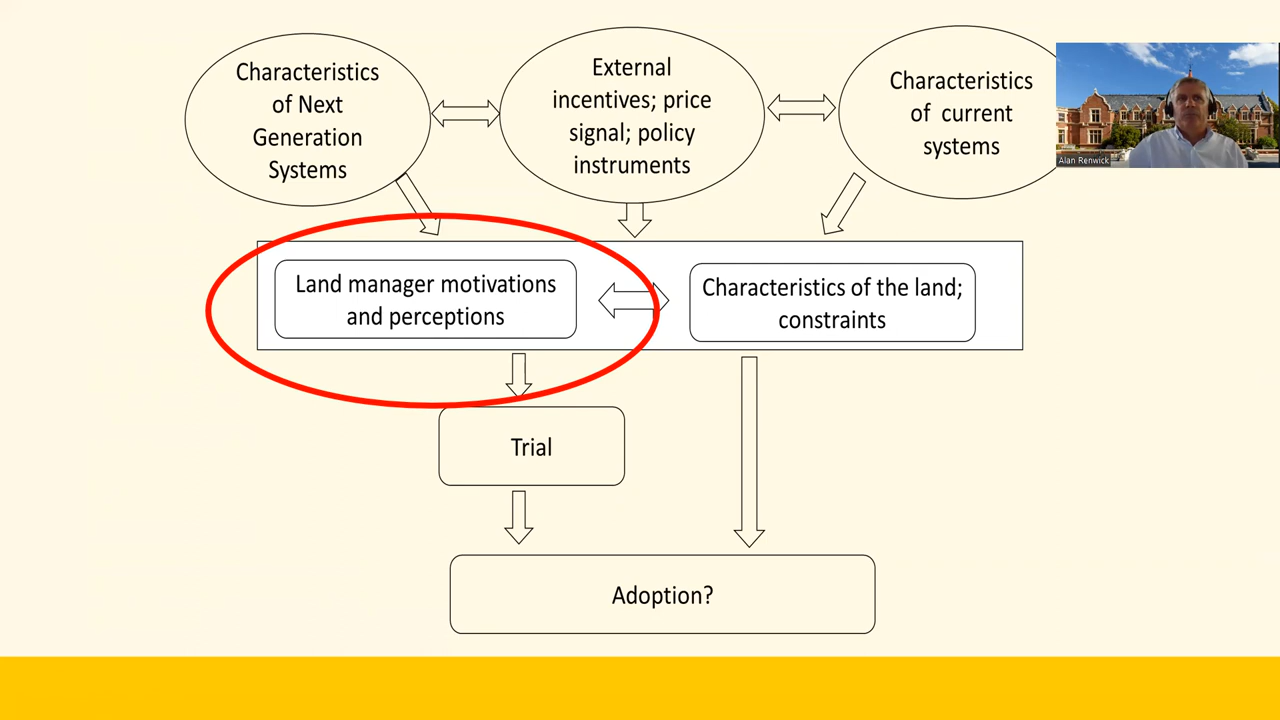 Characteristics
of Next
Generation
Systems
External
incentives; price
signal; policy
instruments
Characteristics
of current
systems
Alan Renwick
Land manager motivations
and perceptions
Characteristics of the land;
constraints
Trial
Adoption?